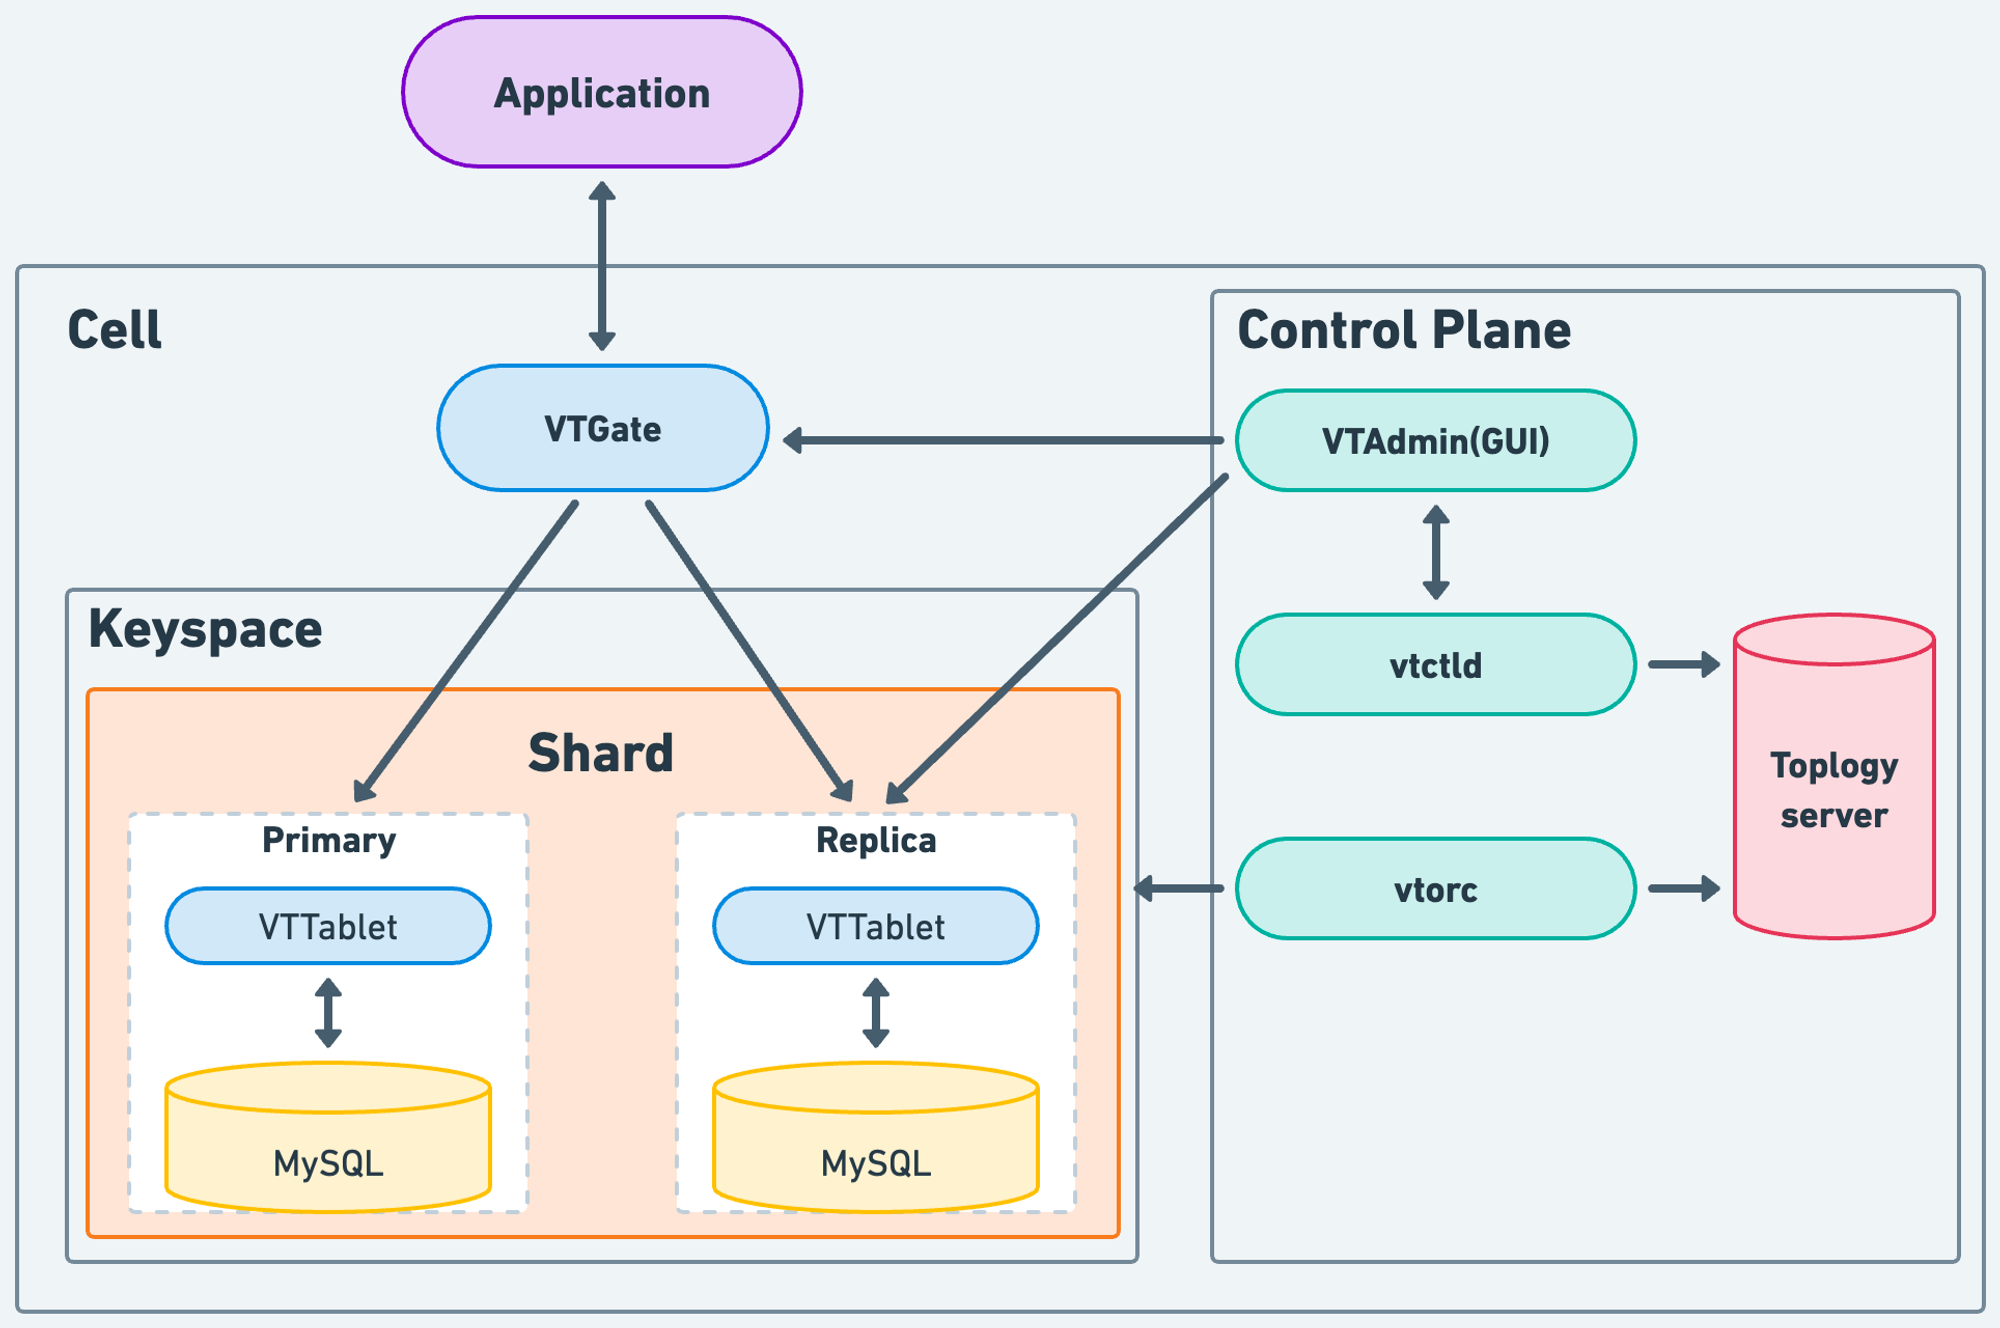 Application
Cell
VTGate
Control Plane
VTAdmin(GUI)
vtctld
vtorc
Toplogy
server
Keyspace
Shard
Primary
VTTablet
MySQL
Replica
VTTablet
MySQL